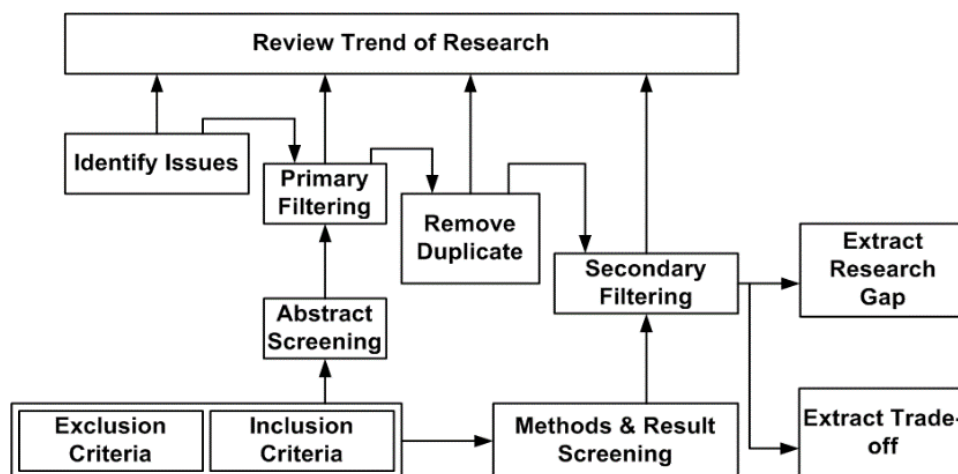 Review Trend of Research
Identify Issues
Primary
Filtering
Remove
Duplicate
Secondary
Filtering
Extract
Research
Gap
Abstract
Screening
Exclusion
Criteria
Inclusion
Criteria
Methods & Result
Screening
Extract Trade-
off